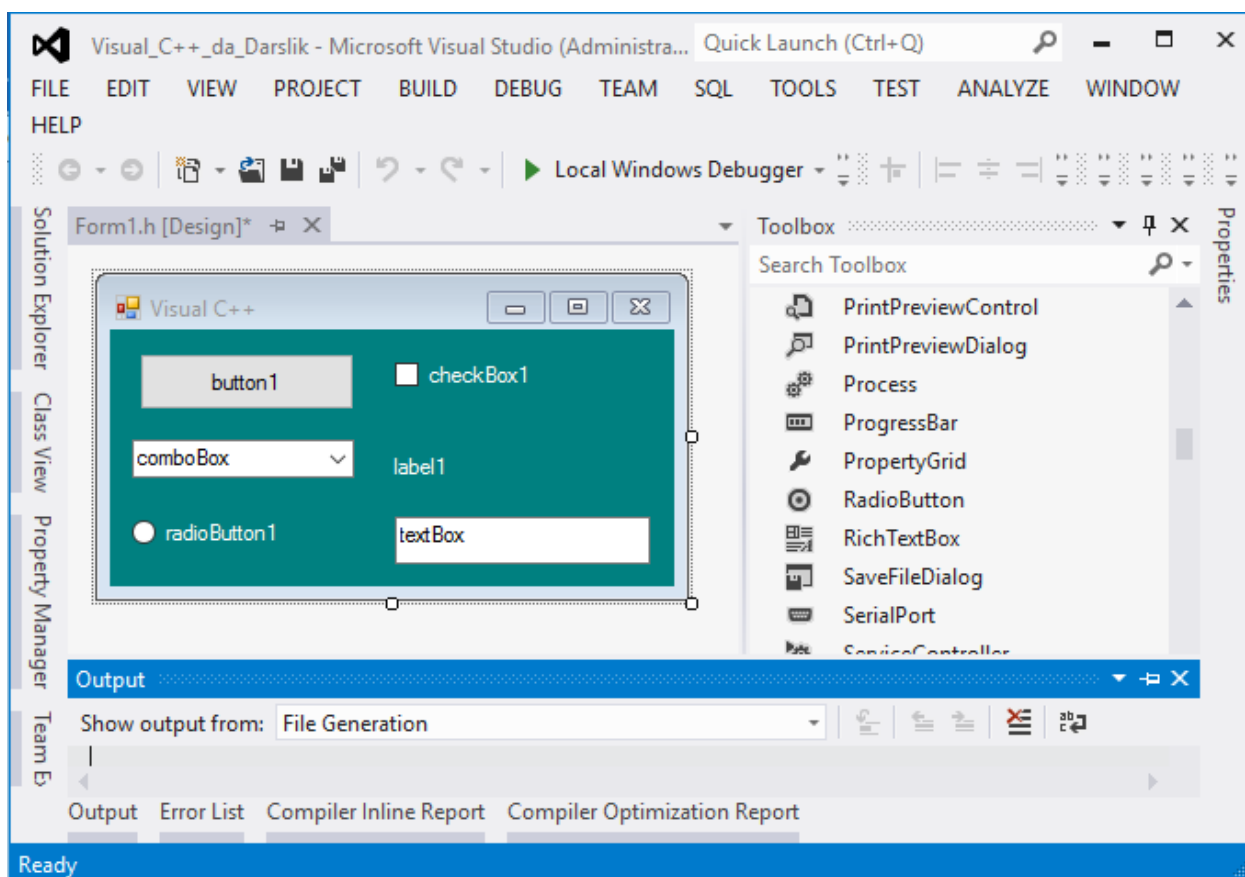 Visual_C++_da_Darslik - Microsoft Visual Studio (Administra... Quick Launch (Ctrl+Q)
FILE EDIT VIEW PROJECT BUILD DEBUG TEAM SQL TOOLS TEST ANALYZE WINDOW
HELP
Local Windows Debugger
Solution Explorer
Class View
Property Manager
Team Ex
Form1.h [Design]*
Visual C++
button1
checkBox1
comboBox
label1
radioButton1
textBox
Toolbox
Search Toolbox
PrintPreviewControl
PrintPreviewDialog
Process
ProgressBar
PropertyGrid
RadioButton
RichTextBox
SaveFileDialog
SerialPort
ServiceController
Properties
Output
Show output from: File Generation
Output Error List Compiler Inline Report Compiler Optimization Report
Ready